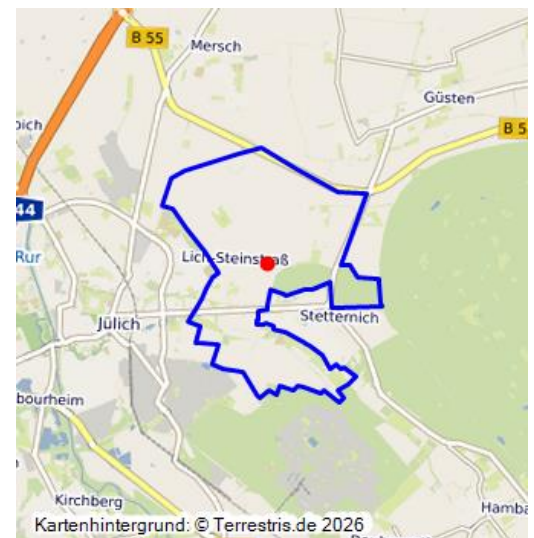 B 55
Mersch
Güsten
B 5
44
Rur
Lich-Steinstraß
Jülich
Stetternich
bourheim
Kirchberg
Hamba
Kartenhintergrund: © Terrestris.de 2026